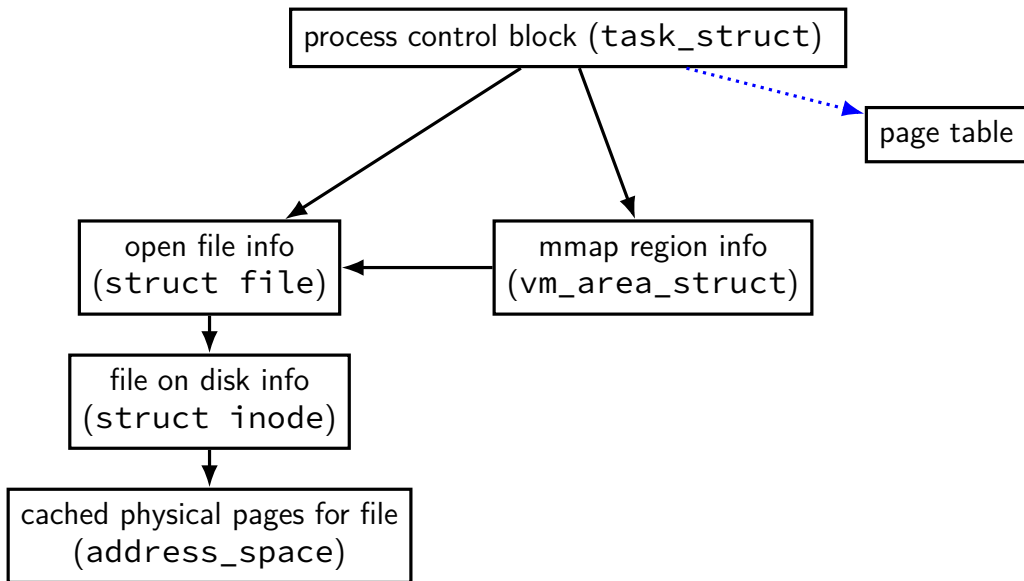 process control block (task_struct)
page table
open file info
(struct file)
mmap region info
(vm_area_struct)
file on disk info
(struct inode)
cached physical pages for file
(address_space)